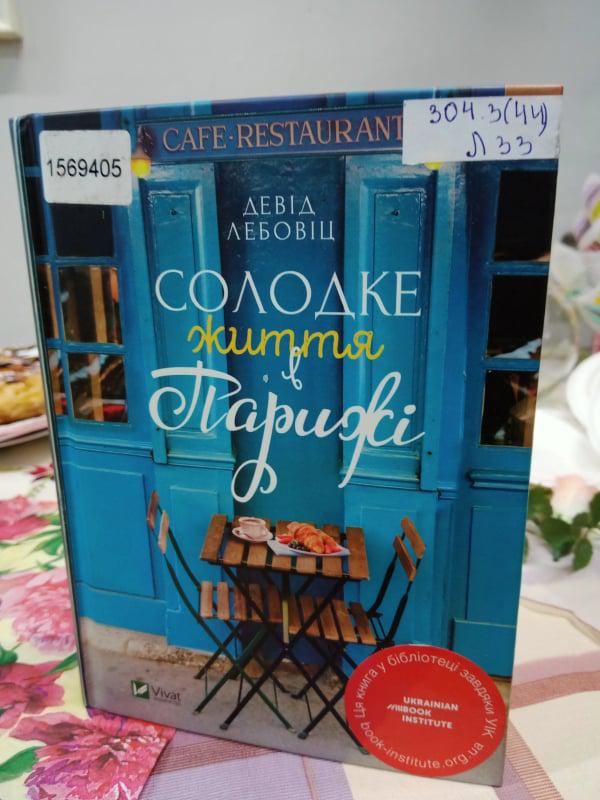 304.3(44)
Л 33
1569405
CAFE·RESTAURANT
ДЕВІД
ЛЕБОВІЦ
СОЛОДКЕ
життя
в
Парижі
Vivat
Ця книга у бібліотеці завдяки УІК
UKRAINIAN
BOOK
INSTITUTE
book-institute.org.ua